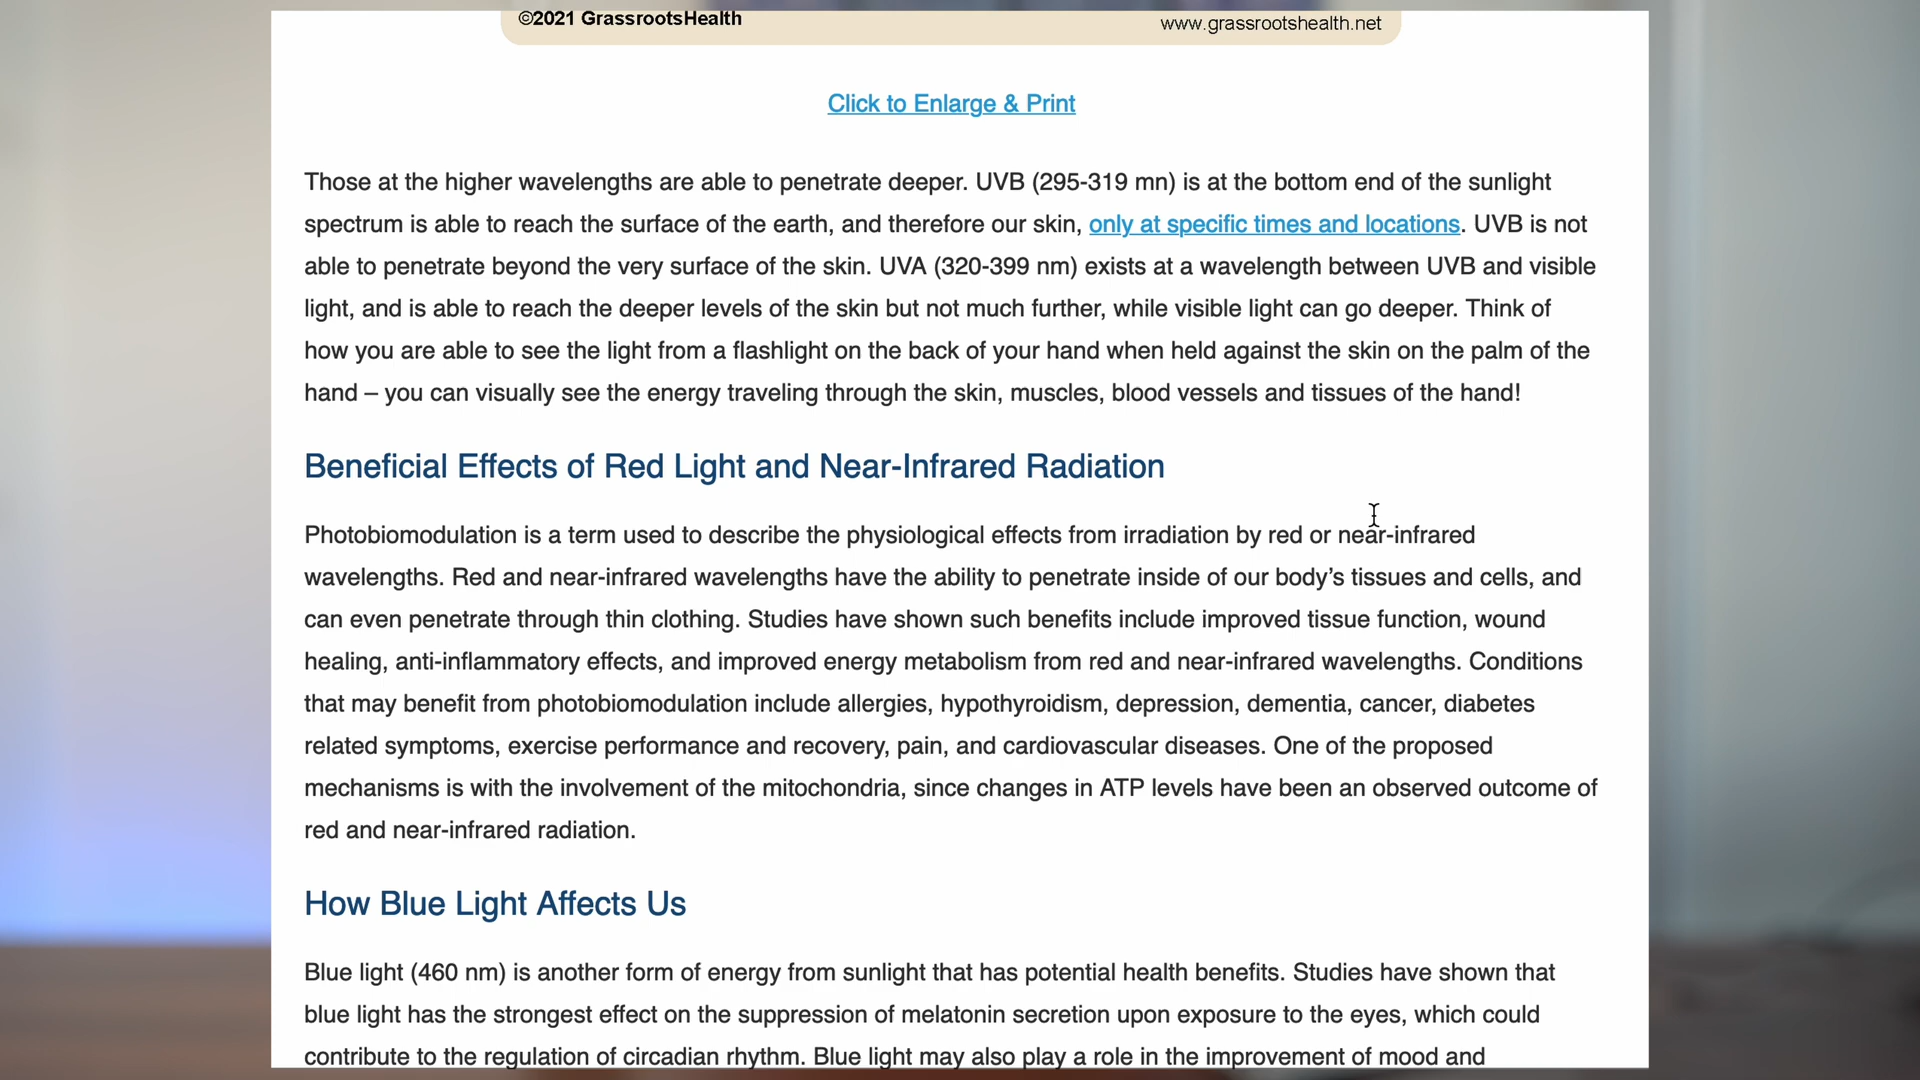 ©2021 GrassrootsHealth
www.grassrootshealth.net
Click to Enlarge & Print
Those at the higher wavelengths are able to penetrate deeper. UVB (295-319 mn) is at the bottom end of the sunlight
spectrum is able to reach the surface of the earth, and therefore our skin, only at specific times and locations. UVB is not
able to penetrate beyond the very surface of the skin. UVA (320-399 nm) exists at a wavelength between UVB and visible
light, and is able to reach the deeper levels of the skin but not much further, while visible light can go deeper. Think of
how you are able to see the light from a flashlight on the back of your hand when held against the skin on the palm of the
hand – you can visually see the energy traveling through the skin, muscles, blood vessels and tissues of the hand!
Beneficial Effects of Red Light and Near-Infrared Radiation
Photobiomodulation is a term used to describe the physiological effects from irradiation by red or near-infrared
wavelengths. Red and near-infrared wavelengths have the ability to penetrate inside of our body’s tissues and cells, and
can even penetrate through thin clothing. Studies have shown such benefits include improved tissue function, wound
healing, anti-inflammatory effects, and improved energy metabolism from red and near-infrared wavelengths. Conditions
that may benefit from photobiomodulation include allergies, hypothyroidism, depression, dementia, cancer, diabetes
related symptoms, exercise performance and recovery, pain, and cardiovascular diseases. One of the proposed
mechanisms is with the involvement of the mitochondria, since changes in ATP levels have been an observed outcome of
red and near-infrared radiation.
How Blue Light Affects Us
Blue light (460 nm) is another form of energy from sunlight that has potential health benefits. Studies have shown that
blue light has the strongest effect on the suppression of melatonin secretion upon exposure to the eyes, which could
contribute to the regulation of circadian rhythm. Blue light may also play a role in the improvement of mood and